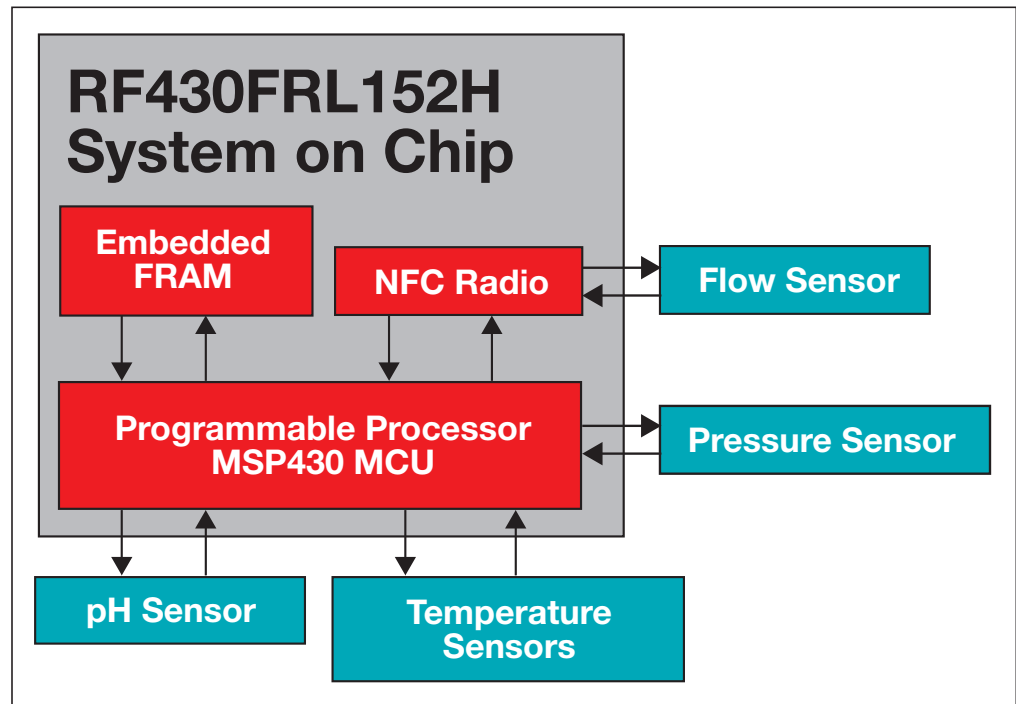 RF430FRL152H
System on Chip
Embedded
FRAM
NFC Radio
Flow Sensor
Programmable Processor
MSP430 MCU
Pressure Sensor
pH Sensor
Temperature
Sensors